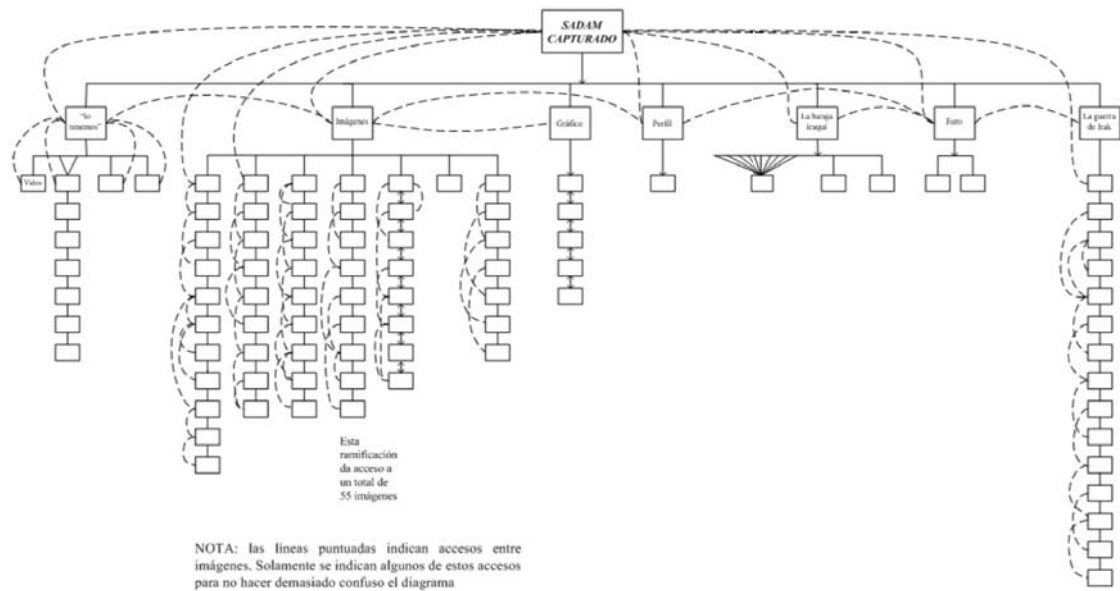 SADAM
CAPTURADO
"lo
tenemos"
Imágenes
Gráfico
Perfil
La baraja
iraquí
Foro
La guerra
de Irak
Video
Esta
ramificación
da acceso a
un total de
55 imágenes
NOTA: las líneas puntuadas indican accesos entre
imágenes. Solamente se indican algunos de estos accesos
para no hacer demasiado confuso el diagrama